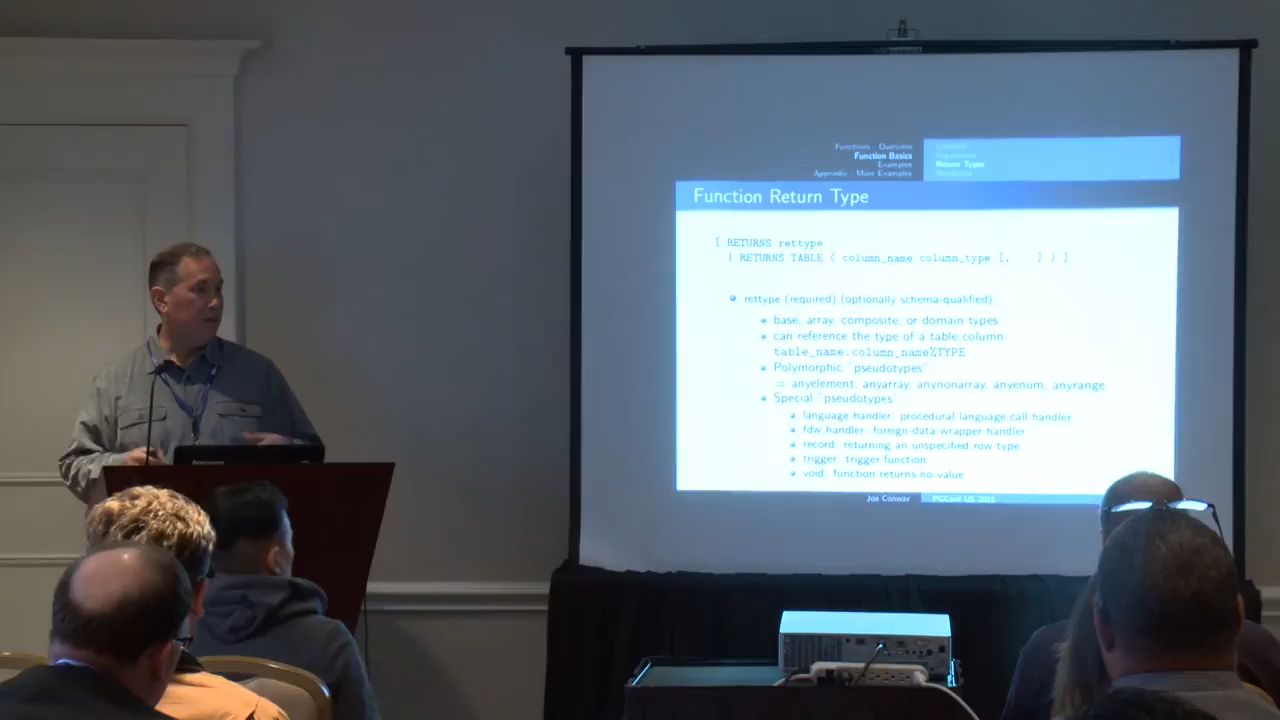 Functions Overview
Function Basics
Examples
Appendix More Examples
Return Types
Function Return Type
[ RETURNS rettype
| RETURNS TABLE ( column_name column_type [, ...] ) ]
rettype (required) (optionally schema-qualified)
base, array, composite, or domain types
can reference the type of a table column:
table_name.column_name%TYPE
Polymorphic "pseudotypes"
⇒ anyelement, anyarray, anynonarray, anyenum, anyrange
Special "pseudotypes"
language handler: procedural language call handler
fdw handler: foreign-data wrapper handler
record: returning an unspecified row type
trigger: trigger function
void: function returns no value
Joe Conway
PGConf US 2015